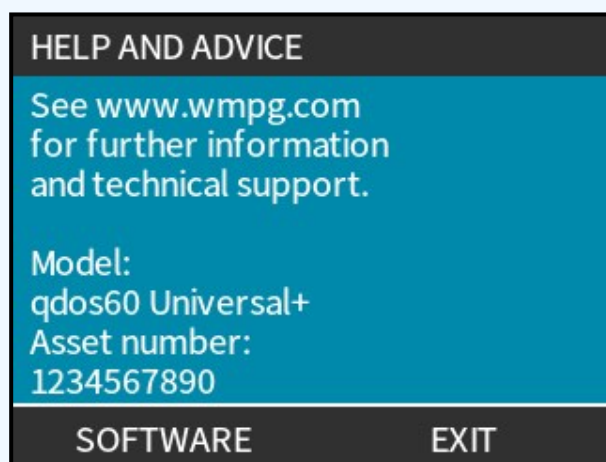 HELP AND ADVICE
See www.wmpg.com
for further information
and technical support.
Model:
qdos60 Universal+
Asset number:
1234567890
SOFTWARE EXIT